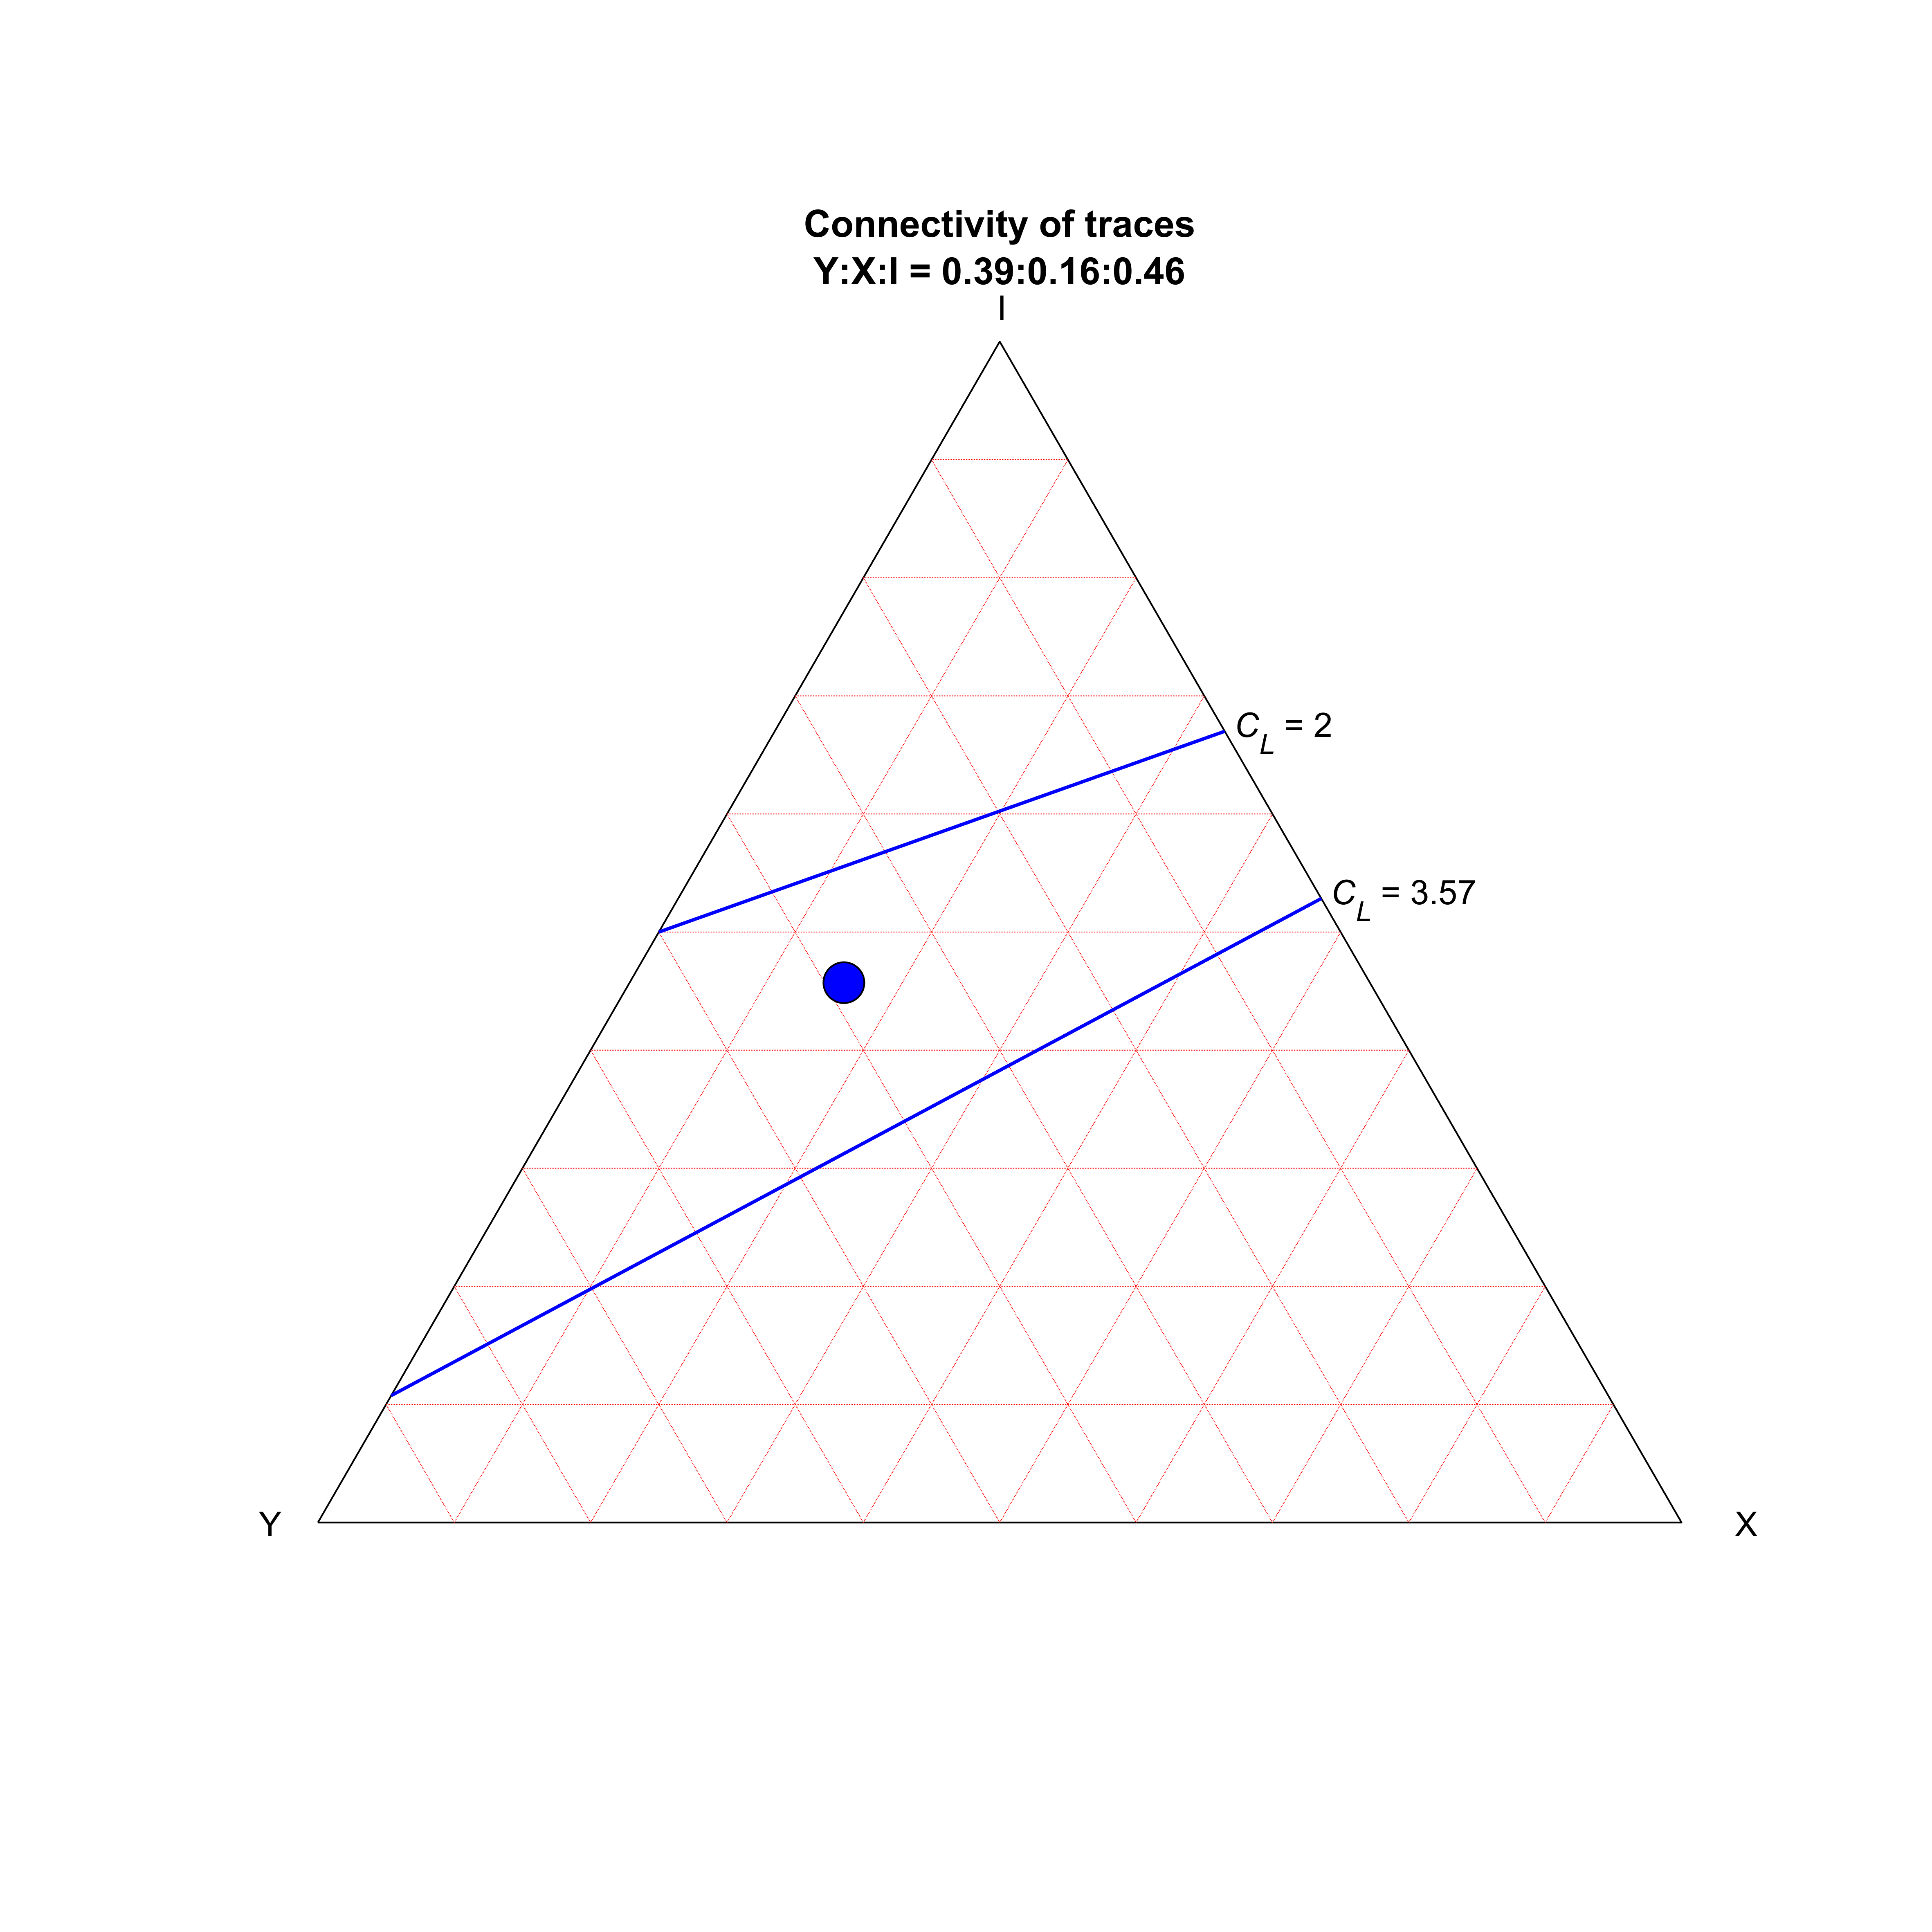 Connectivity of traces
Y:X:I = 0.39:0.16:0.46
I
C_L = 2
C_L = 3.57
Y
X